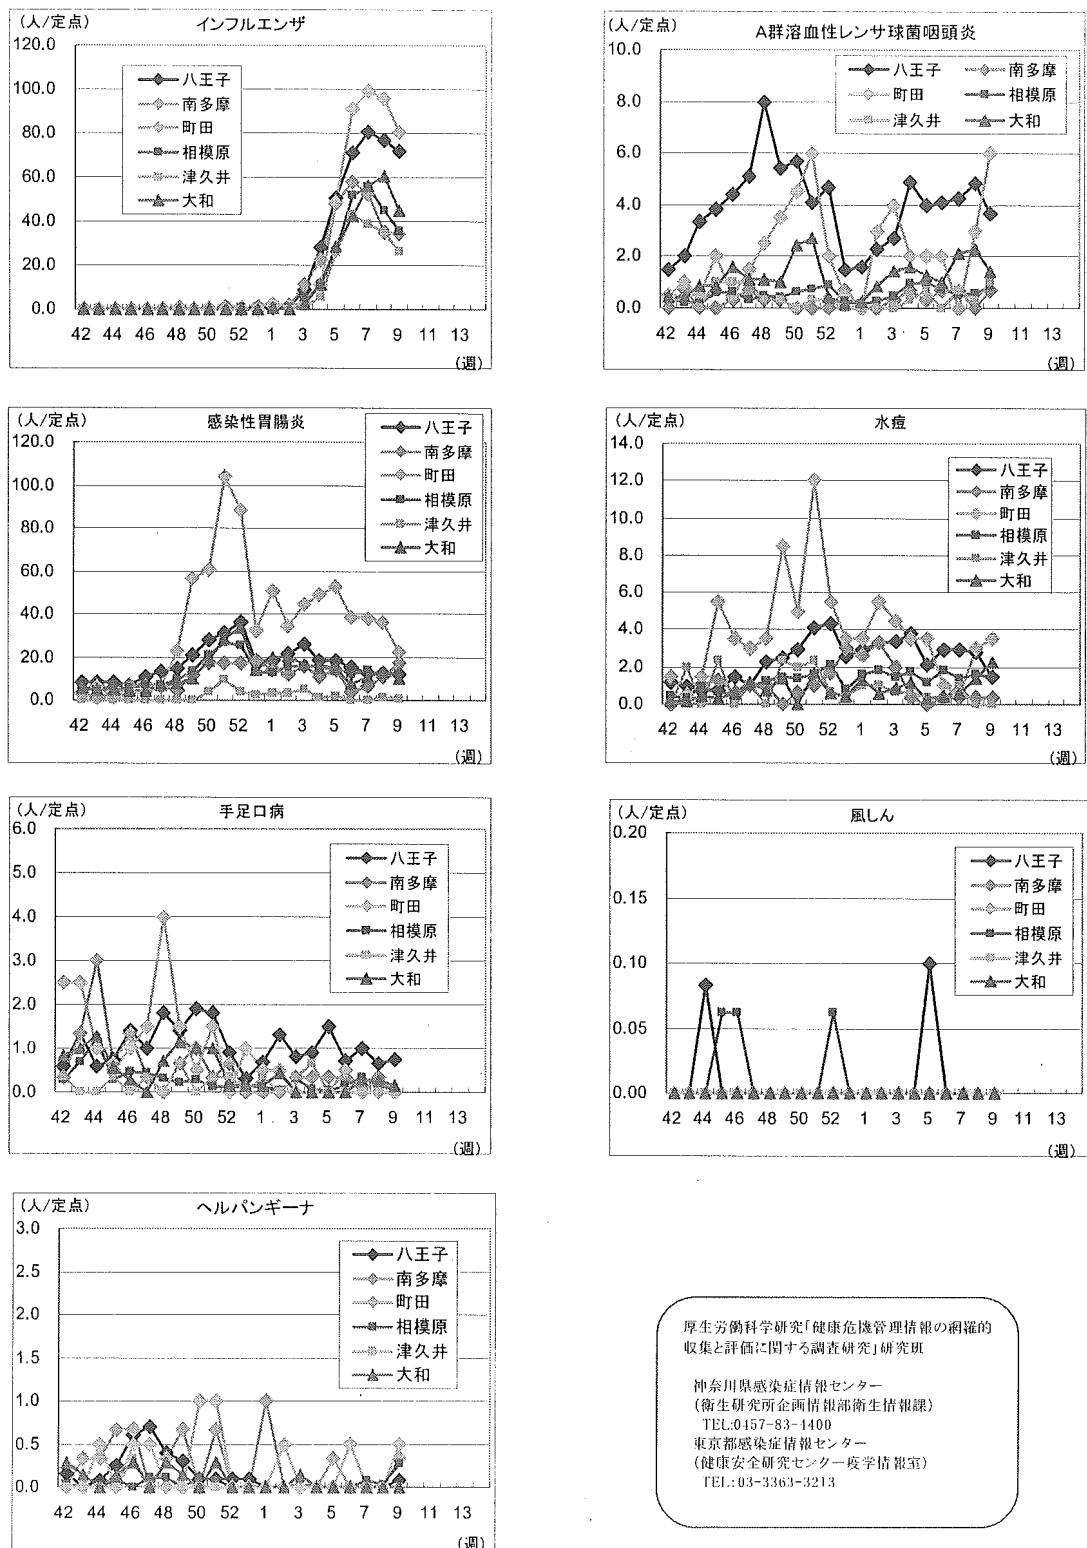 (人/定点)
インフルエンザ
120.0
100.0
80.0
60.0
40.0
20.0
0.0
八王子
南多摩
町田
相模原
津久井
大和
42 44 46 48 50 52 1 3 5 7 9 11 13
(週)
(人/定点)
A群溶血性レンサ球菌咽頭炎
10.0
8.0
6.0
4.0
2.0
0.0
八王子 南多摩
町田 相模原
津久井 大和
42 44 46 48 50 52 1 3 5 7 9 11 13
(週)
(人/定点)
感染性胃腸炎
120.0
100.0
80.0
60.0
40.0
20.0
0.0
八王子
南多摩
町田
相模原
津久井
大和
42 44 46 48 50 52 1 3 5 7 9 11 13
(週)
(人/定点)
水痘
14.0
12.0
10.0
8.0
6.0
4.0
2.0
0.0
八王子
南多摩
町田
相模原
津久井
大和
42 44 46 48 50 52 1 3 5 7 9 11 13
(週)
(人/定点)
手足口病
6.0
5.0
4.0
3.0
2.0
1.0
0.0
八王子
南多摩
町田
相模原
津久井
大和
42 44 46 48 50 52 1 3 5 7 9 11 13
(週)
(人/定点)
風しん
0.20
0.15
0.10
0.05
0.00
八王子
南多摩
町田
相模原
津久井
大和
42 44 46 48 50 52 1 3 5 7 9 11 13
(週)
(人/定点)
ヘルパンギーナ
3.0
2.5
2.0
1.5
1.0
0.5
0.0
八王子
南多摩
町田
相模原
津久井
大和
42 44 46 48 50 52 1 3 5 7 9 11 13
(週)
厚生労働科学研究「健康危機管理情報の網羅的
収集と評価に関する調査研究」研究班
神奈川県感染症情報センター
(衛生研究所企画情報部衛生情報課)
TEL:0457-83-4400
東京都感染症情報センター
(健康安全研究センター疫学情報室)
TEL:03-3363-3213